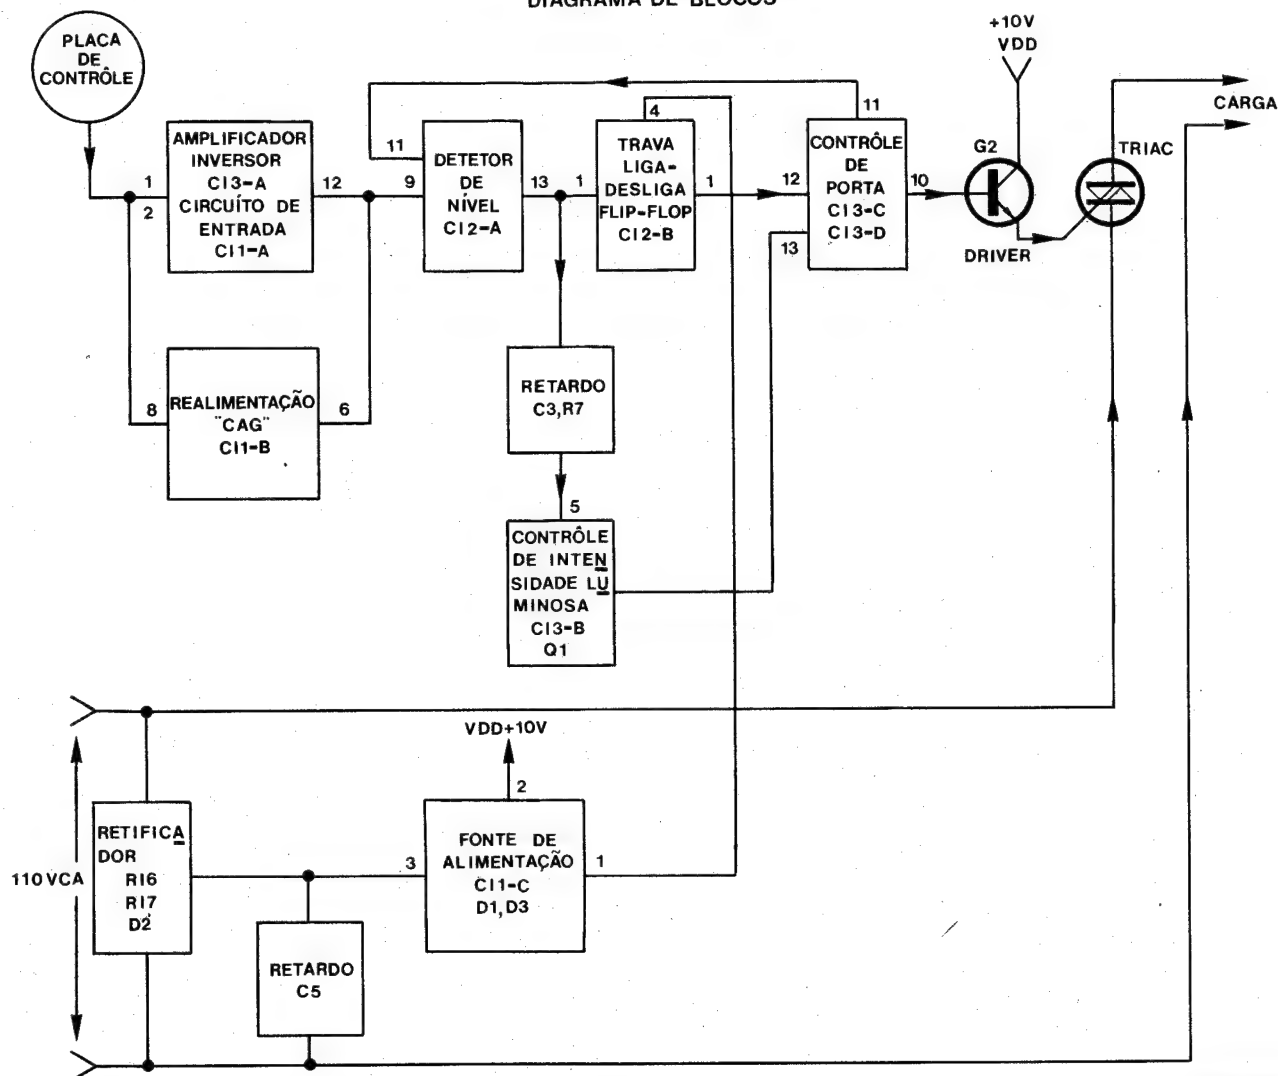 DIAGRAMA DE BLOCOS
PLACA
DE
CONTRÔLE
+10V
VDD
1
2
AMPLIFICADOR
INVERSOR
CI3-A
CIRCUÍTO DE
ENTRADA
CI1-A
12
11
9
DETETOR
DE
NÍVEL
CI2-A
13
1
4
TRAVA
LIGA-
DESLIGA
FLIP-FLOP
CI2-B
1
12
13
11
CONTRÔLE
DE
PORTA
CI3-C
CI3-D
10
G2
DRIVER
TRIAC
CARGA
8
REALIMENTAÇÃO
"CAG"
CI1-B
6
RETARDO
C3,R7
5
CONTRÔLE
DE INTEN
SIDADE LU
MINOSA
CI3-B
Q1
110VCA
RETIFICA
DOR
R16
R17
D2
RETARDO
C5
VDD+10V
2
3
FONTE DE
ALIMENTAÇÃO
CI1-C
D1,D3
1